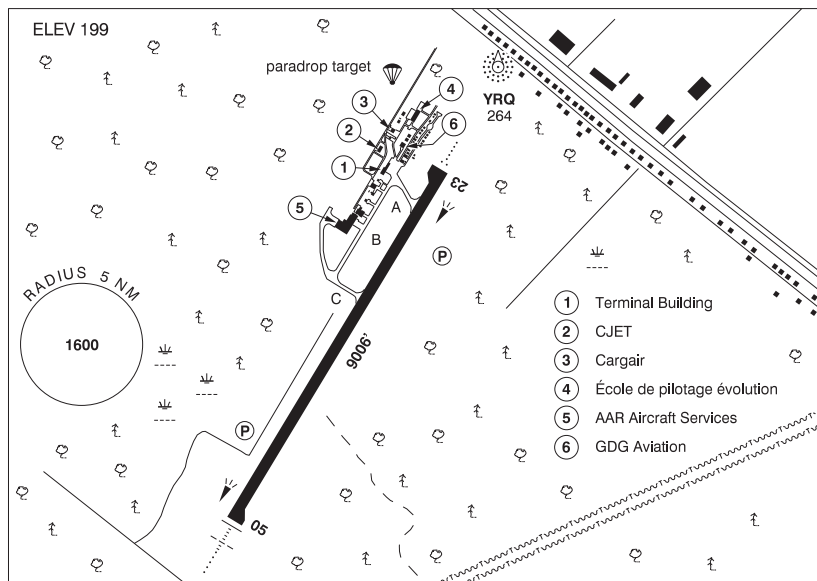 ELEV 199
paradrop target
4
3
2
6
1
5
YRQ
264
23
A
B
C
P
RADIUS 5 NM
1600
9006'
P
05
1 Terminal Building
2 CJET
3 Cargair
4 École de pilotage évolution
5 AAR Aircraft Services
6 GDG Aviation